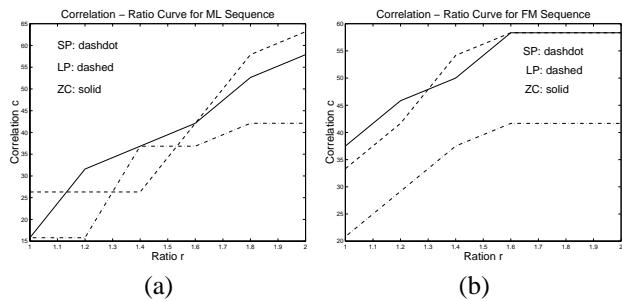 Correlation – Ratio Curve for ML Sequence
65
60
55
50
45
40
35
30
25
20
15
Correlation c
SP: dashdot
LP: dashed
ZC: solid
1 1.1 1.2 1.3 1.4 1.5 1.6 1.7 1.8 1.9 2
Ratio r
(a)
Correlation – Ratio Curve for FM Sequence
60
55
50
45
40
35
30
25
20
Correlation c
SP: dashdot
LP: dashed
ZC: solid
1 1.1 1.2 1.3 1.4 1.5 1.6 1.7 1.8 1.9 2
Ration r
(b)